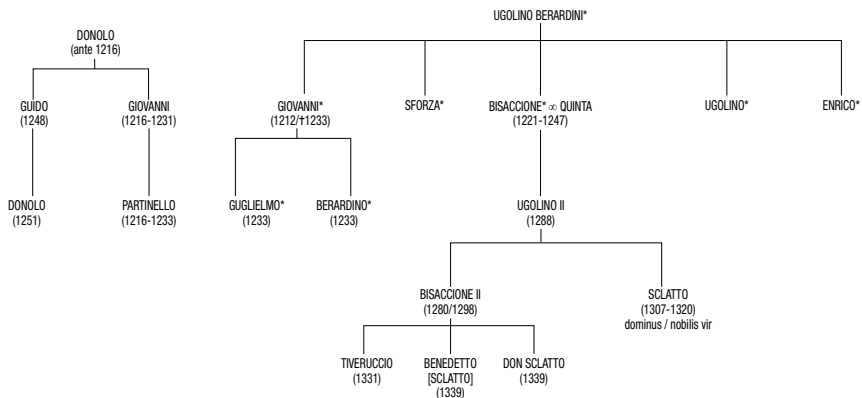 UGOLINO BERARDINI*
DONOLO
(ante 1216)
GUIDO
(1248)
GIOVANNI
(1216-1231)
GIOVANNI*
(1212/†1233)
SFORZA*
BISACCIONE* ∞ QUINTA
(1221-1247)
UGOLINO*
ENRICO*
DONOLO
(1251)
PARTINELLO
(1216-1233)
GUGLIELMO*
(1233)
BERARDINO*
(1233)
UGOLINO II
(1288)
BISACCIONE II
(1280/1298)
SCLATTO
(1307-1320)
dominus / nobilis vir
TIVERUCCIO
(1331)
BENEDETTO
[SCLATTO]
(1339)
DON SCLATTO
(1339)